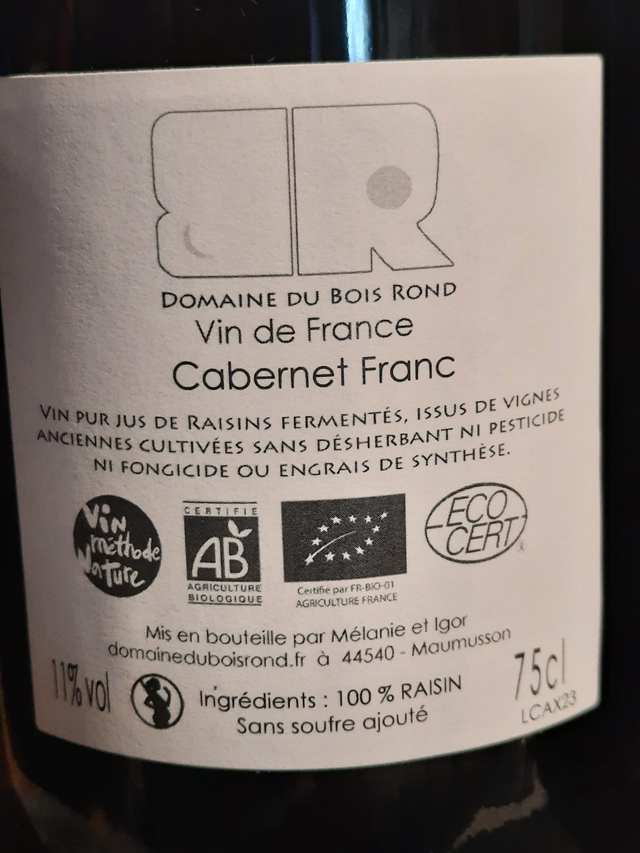 BR
DOMAINE DU BOIS ROND
Vin de France
Cabernet Franc
VIN PUR JUS DE RAISINS FERMENTÉS, ISSUS DE VIGNES
ANCIENNES CULTIVÉES SANS DÉSHERBANT NI PESTICIDE
NI FONGICIDE OU ENGRAIS DE SYNTHÈSE.
Vin
méthode
Nature
CERTIFIÉ
AB
AGRICULTURE
BIOLOGIQUE
Certifié par FR-BIO-01
AGRICULTURE FRANCE
ECO
CERT
®
Mis en bouteille par Mélanie et Igor
domaineduboisrond.fr à 44540 - Maumusson
11% vol
Ingrédients : 100 % RAISIN
Sans soufre ajouté
75cl
LCAX23